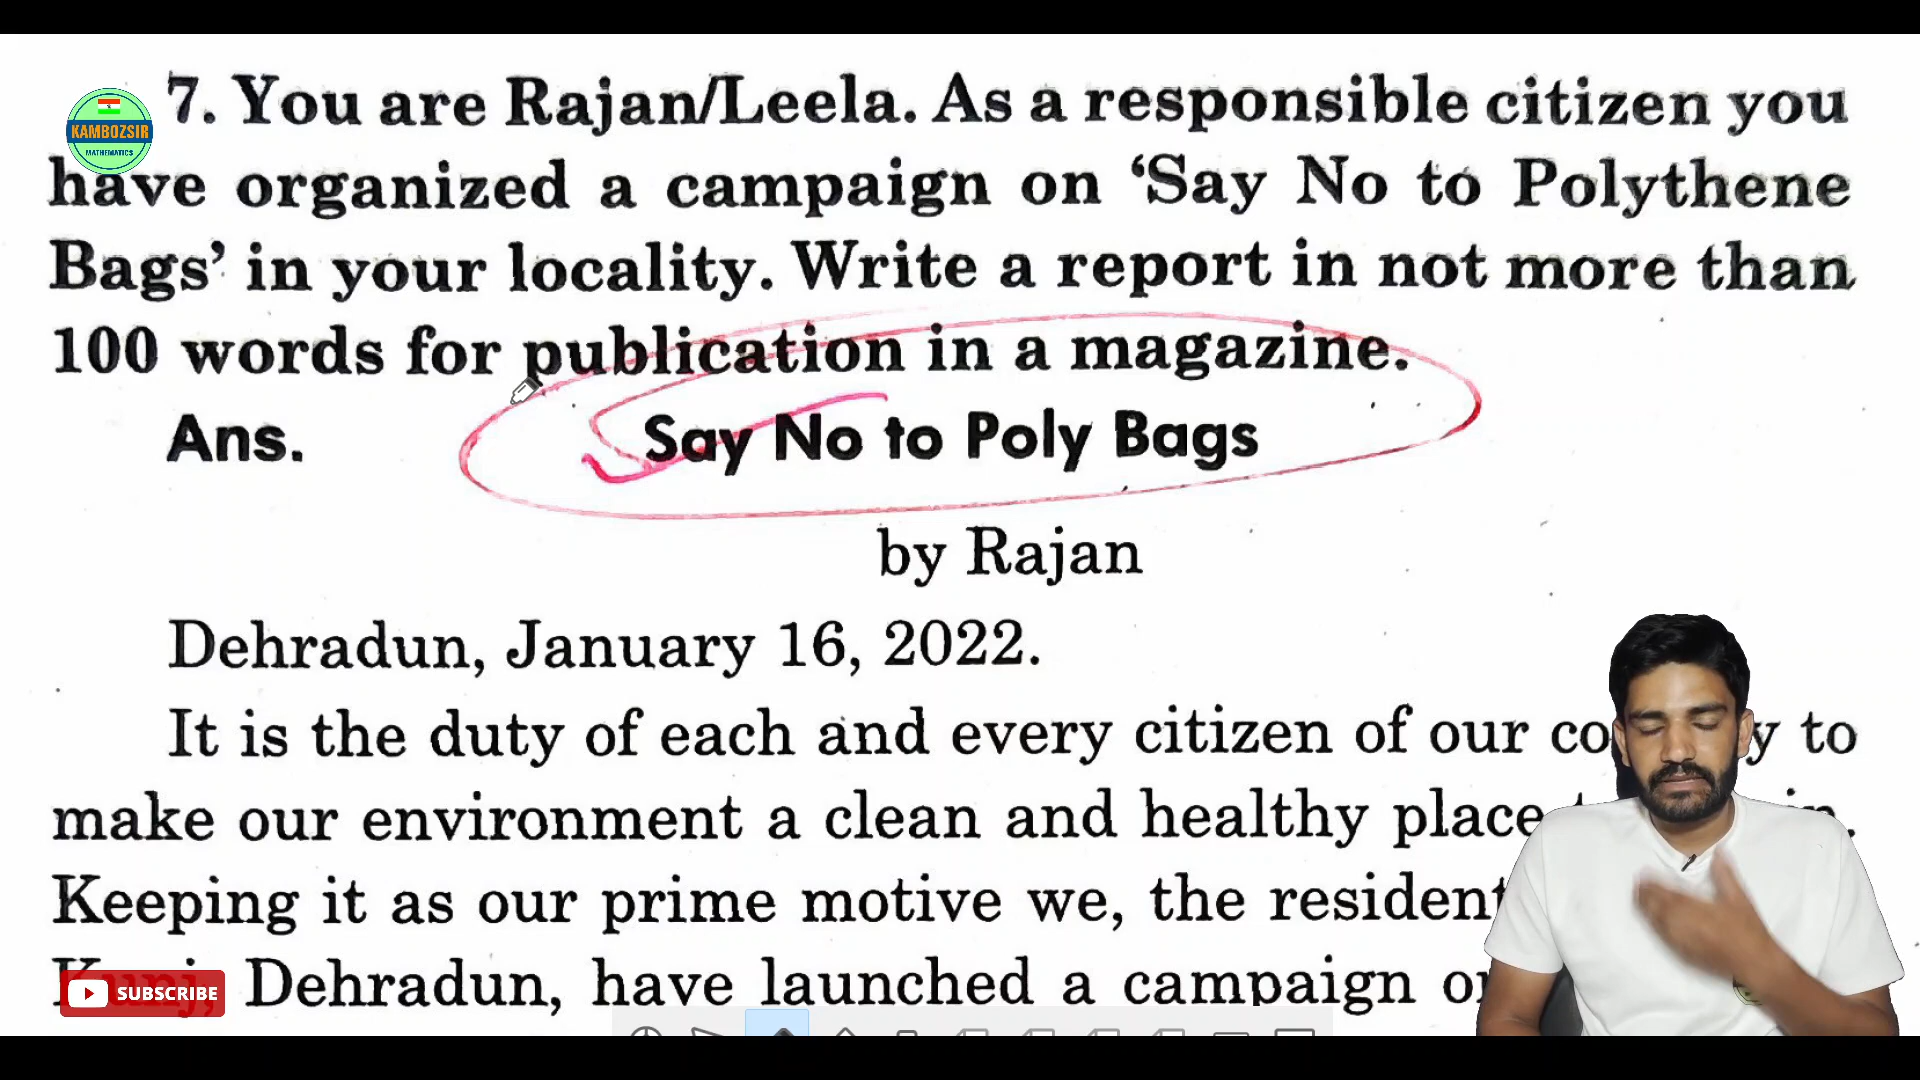 7. You are Rajan/Leela. As a responsible citizen you
KAMBOZSIR
MATHEMATICS
have organized a campaign on ‘Say No to Polythene
Bags’ in your locality. Write a report in not more than
100 words for publication in a magazine.
Ans. Say No to Poly Bags
by Rajan
Dehradun, January 16, 2022.
It is the duty of each and every citizen of our to
make our environment a clean and healthy place in.
Keeping it as our prime motive we, the
Kunj, Dehradun, have launched a campaign
SUBSCRIBE